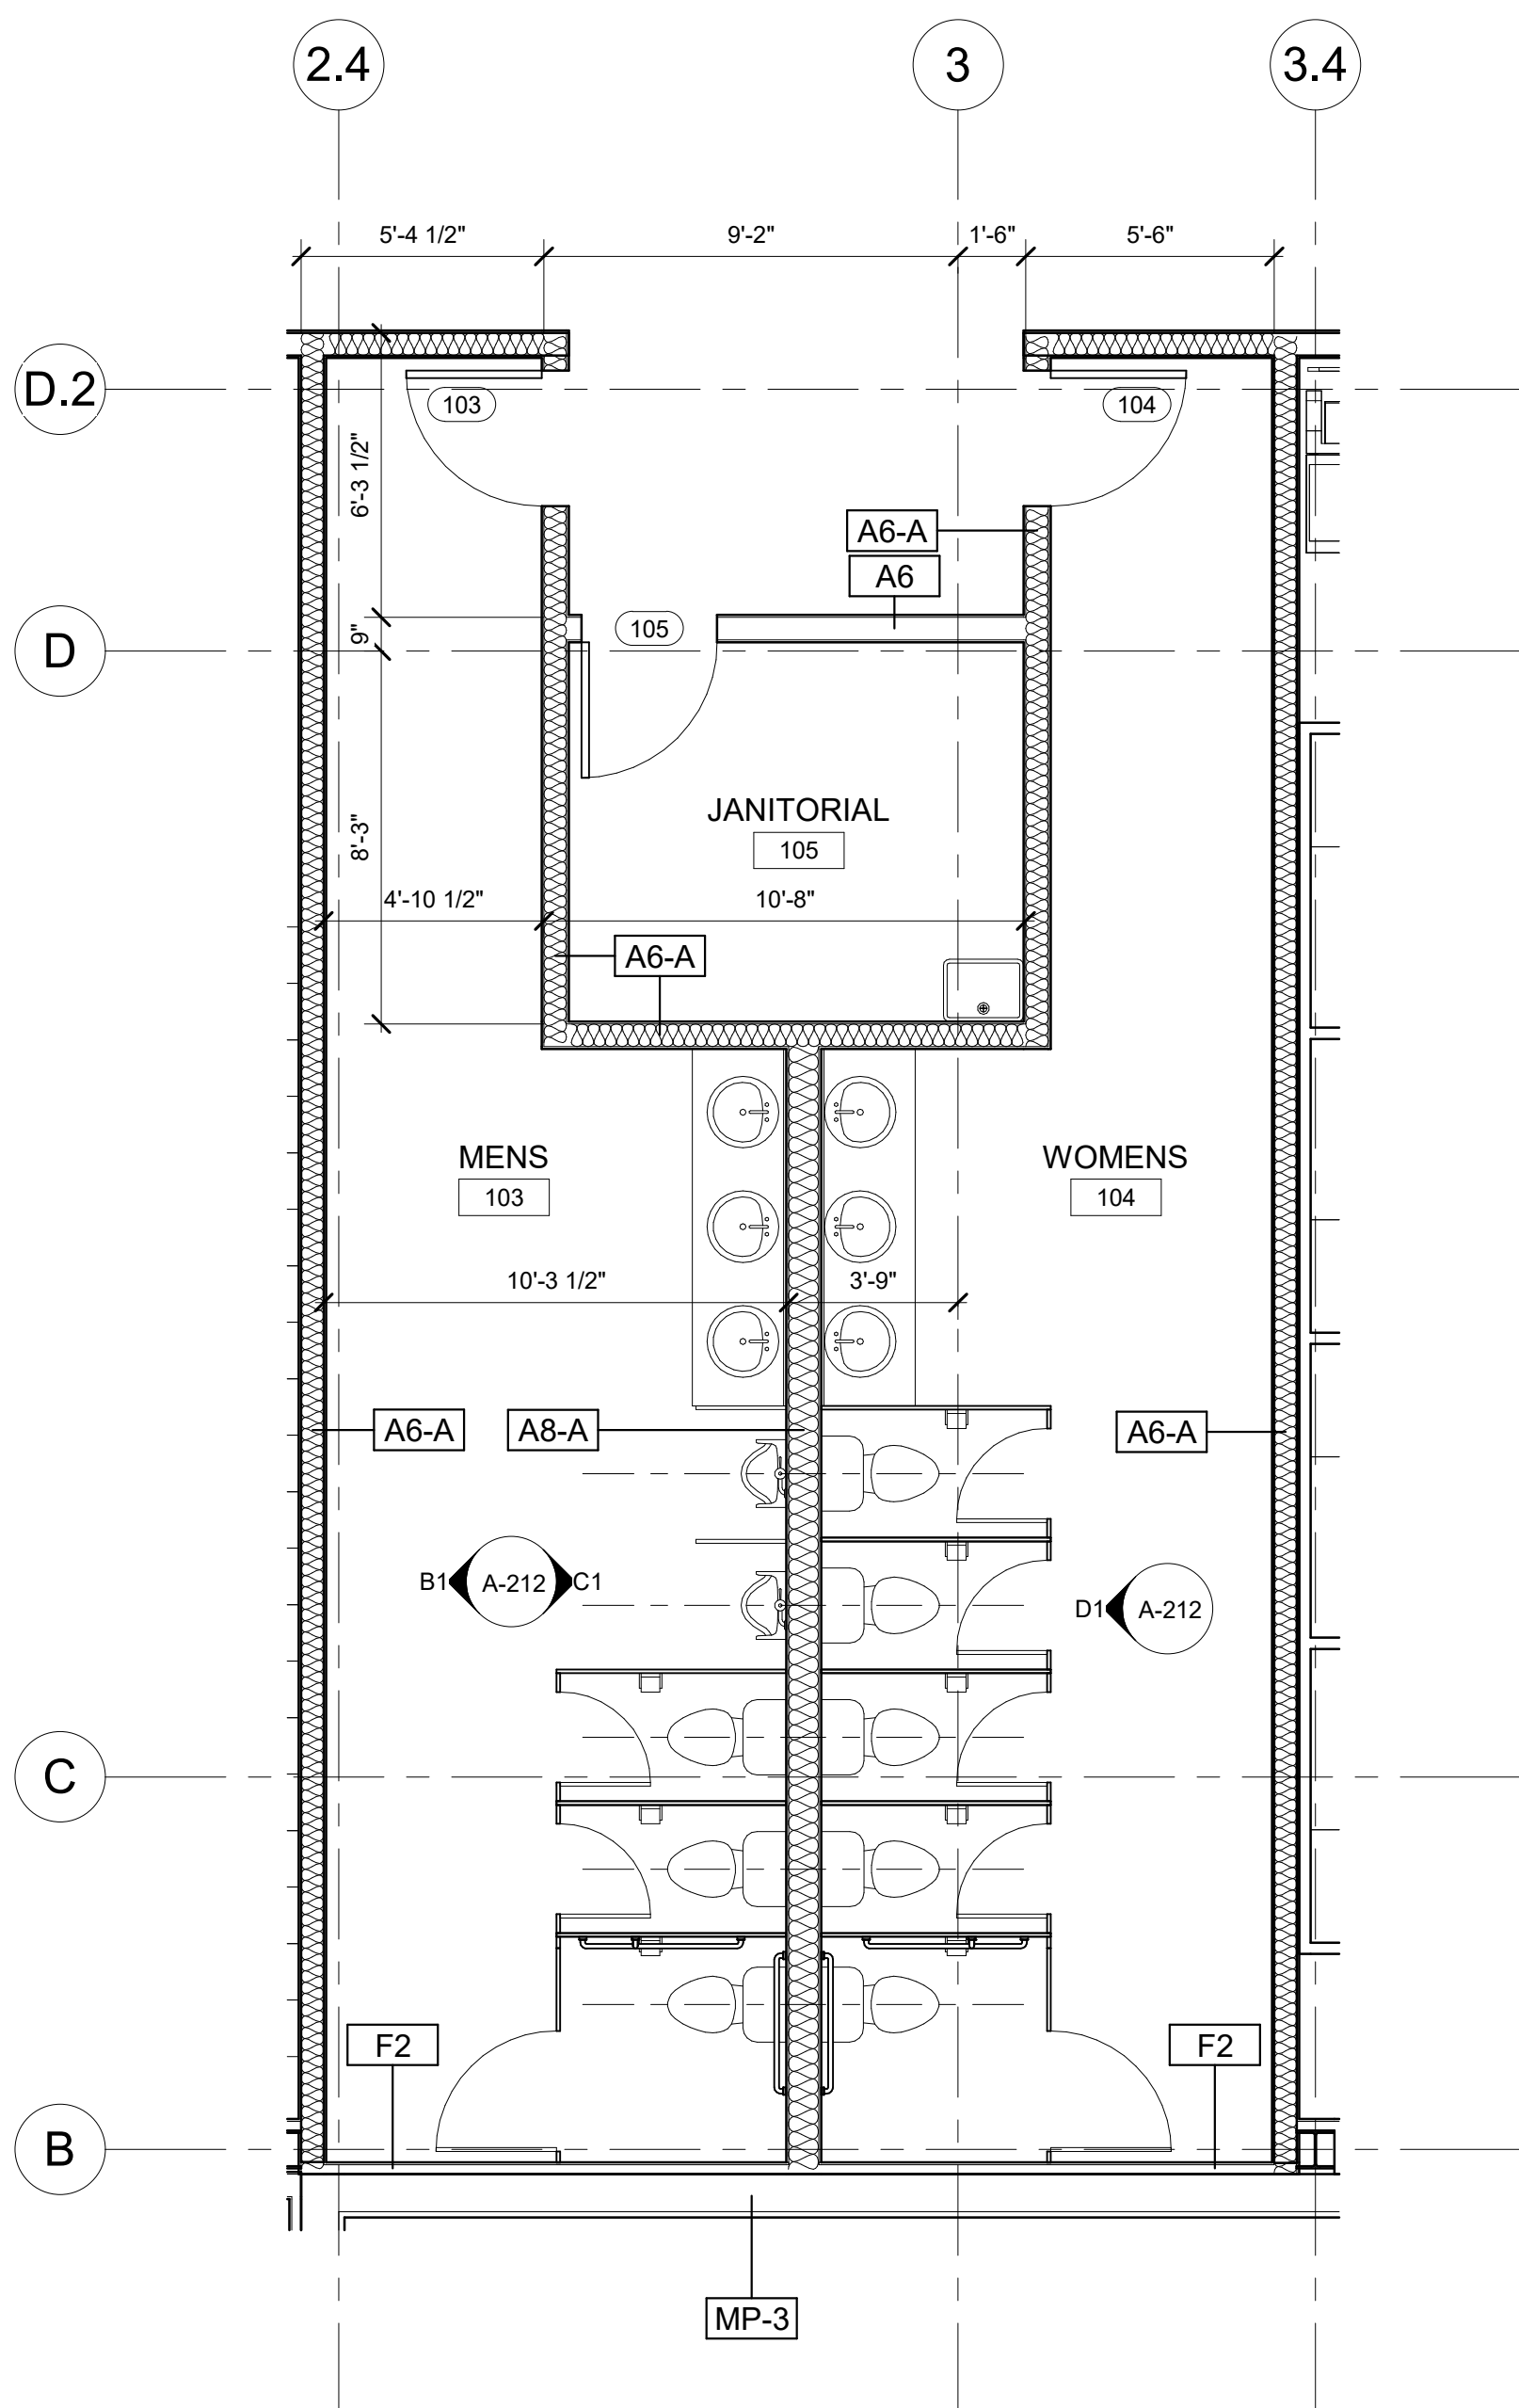 2.4
3
3.4
5'-4 1/2"
9'-2"
1'-6"
5'-6"
D.2
103
104
6'-3 1/2"
A6-A
A6
105
9"
D
JANITORIAL
105
8'-3"
4'-10 1/2"
10'-8"
A6-A
MENS
103
WOMENS
104
10'-3 1/2"
3'-9"
A6-A
A8-A
A6-A
B1
A-212
C1
D1
A-212
C
F2
F2
B
MP-3